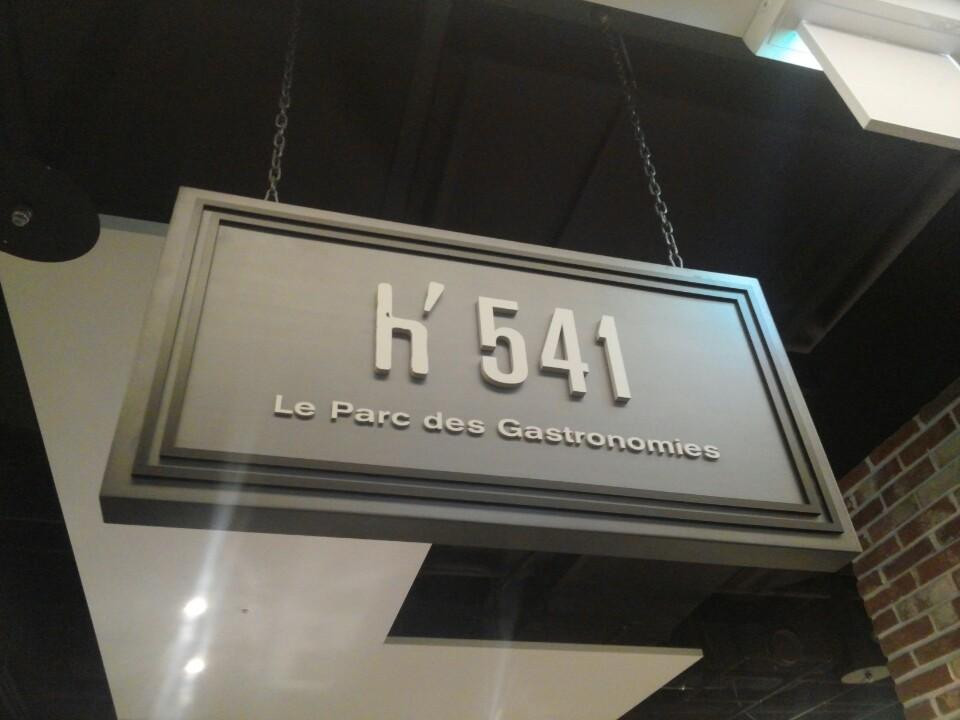 h' 541
Le Parc des Gastronomies